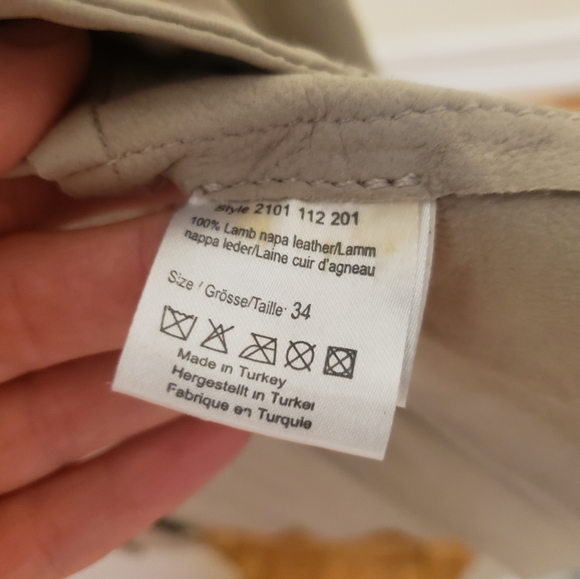 Style 2101 112 201
100% Lamb napa leather/Lamm
nappa leder/Laine cuir d'agneau
Size / Grösse/Taille: 34
Made in Turkey
Hergestellt in Turkei
Fabrique en Turquie